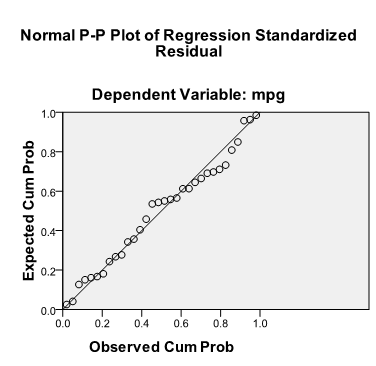 Normal P-P Plot of Regression Standardized
Residual
Dependent Variable: mpg
Expected Cum Prob
1.0
0.8
0.6
0.4
0.2
0.0
0.0 0.2 0.4 0.6 0.8 1.0
Observed Cum Prob